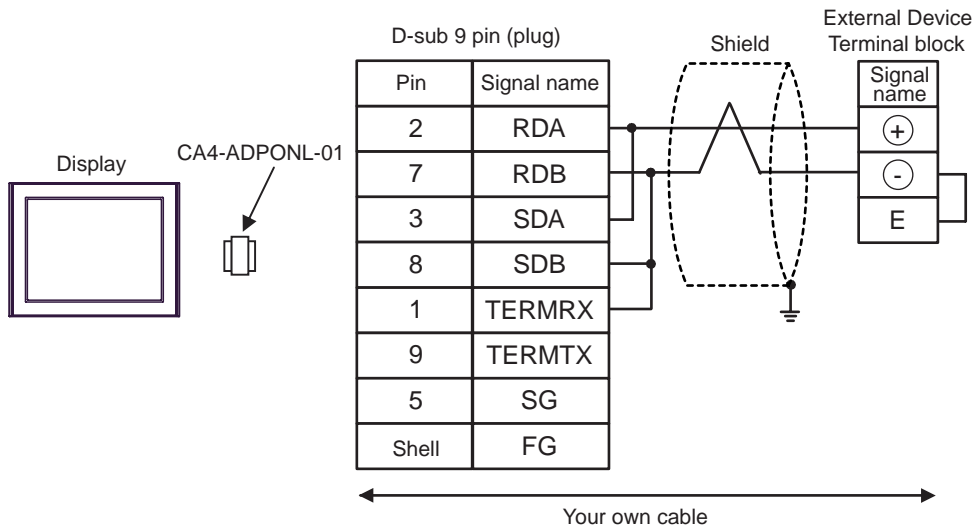 External Device
Terminal block
D-sub 9 pin (plug)
Shield
Display
CA4-ADPONL-01
Pin Signal name
2 RDA
7 RDB
3 SDA
8 SDB
1 TERMRX
9 TERMTX
5 SG
Shell FG
Signal
name
+
-
E
Your own cable